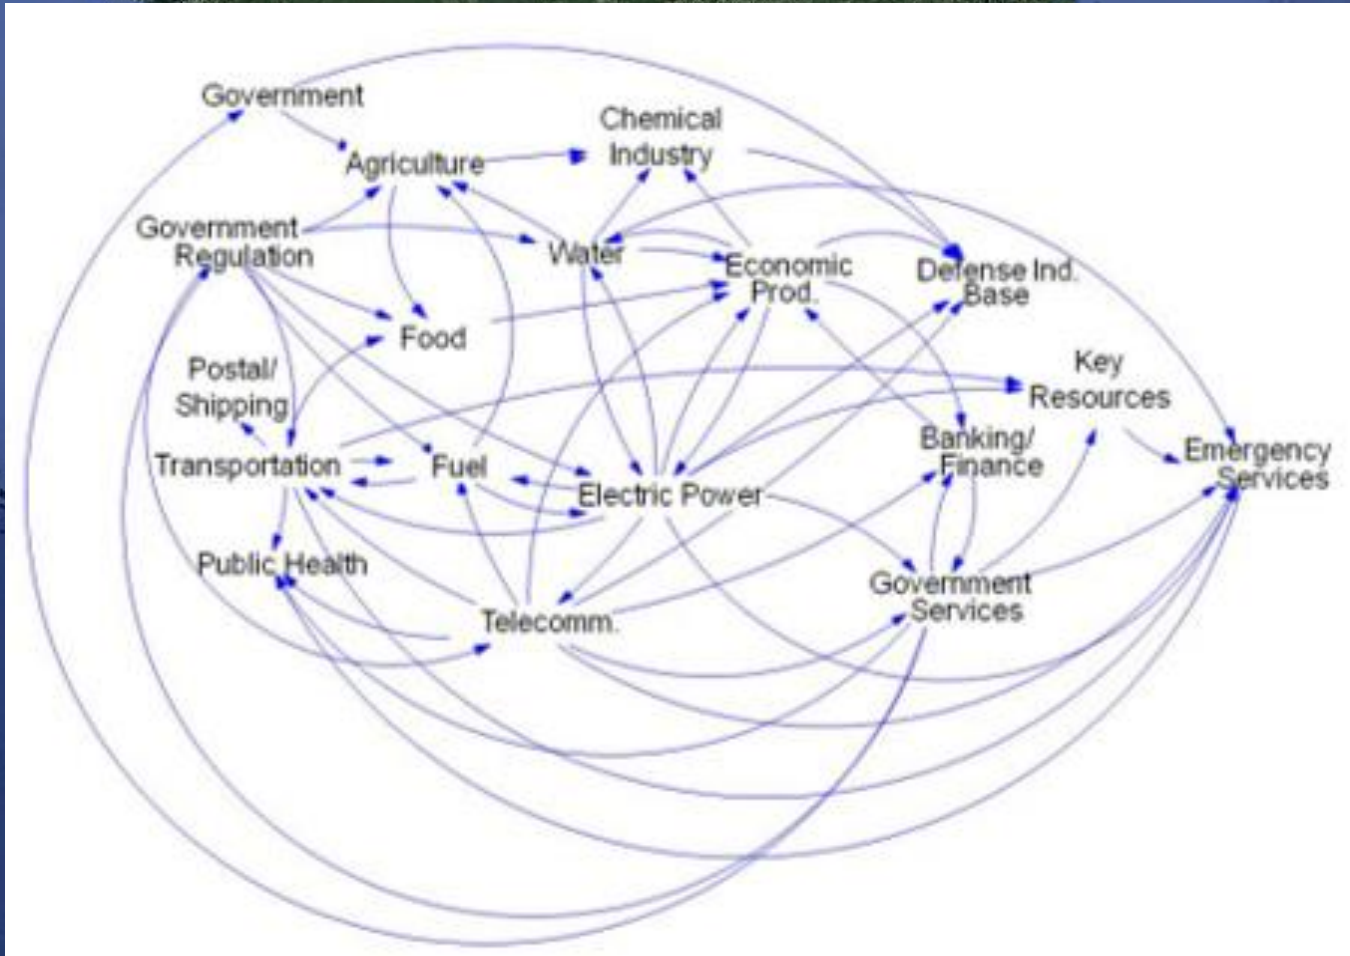 Government
Chemical
Industry
Agriculture
Government
Regulation
Water
Economic
Prod.
Defense Ind.
Base
Food
Postal/
Shipping
Key
Resources
Transportation
Fuel
Electric Power
Banking/
Finance
Emergency
Services
Public Health
Telecomm.
Government
Services